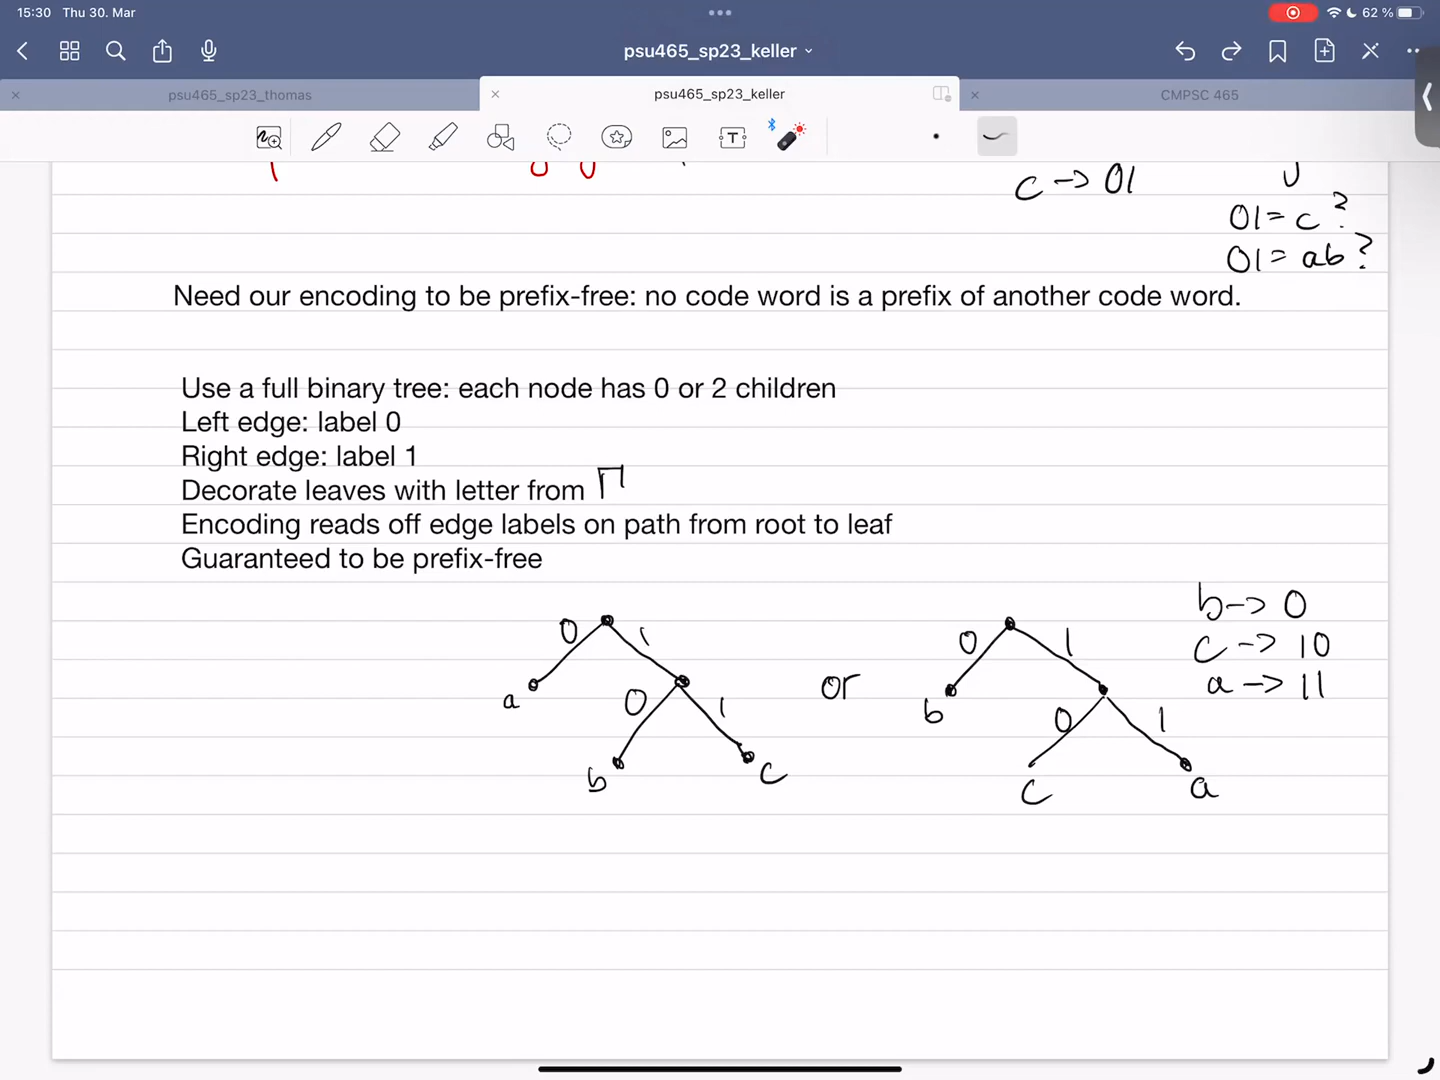 15:30 Thu 30. Mar
62 %
psu465_sp23_keller
psu465_sp23_thomas
psu465_sp23_keller
CMPSC 465
c -> 01
01 = c ?
01 = ab ?
Need our encoding to be prefix-free: no code word is a prefix of another code word.
Use a full binary tree: each node has 0 or 2 children
Left edge: label 0
Right edge: label 1
Decorate leaves with letter from Γ
Encoding reads off edge labels on path from root to leaf
Guaranteed to be prefix-free
b -> 0
c -> 10
a -> 11
0 1
a
0 1
b c
or
0 1
b
0 1
c a